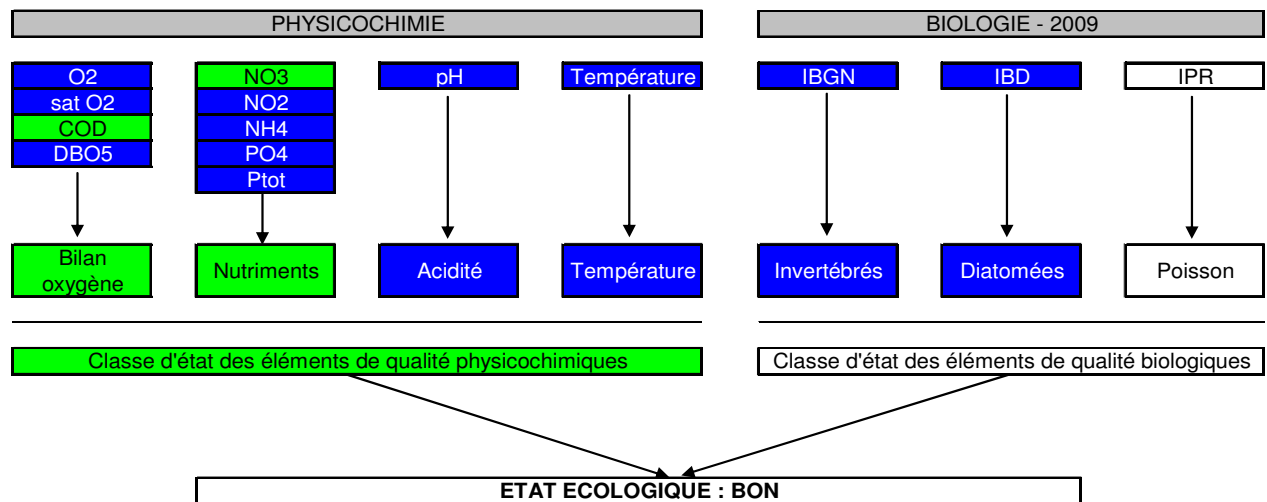 PHYSICOCHIMIE
BIOLOGIE - 2009
O2
sat O2
COD
DBO5
NO3
NO2
NH4
PO4
Ptot
pH
Température
IBGN
IBD
IPR
Bilan
oxygène
Nutriments
Acidité
Température
Invertébrés
Diatomées
Poisson
Classe d'état des éléments de qualité physicochimiques
Classe d'état des éléments de qualité biologiques
ETAT ECOLOGIQUE : BON